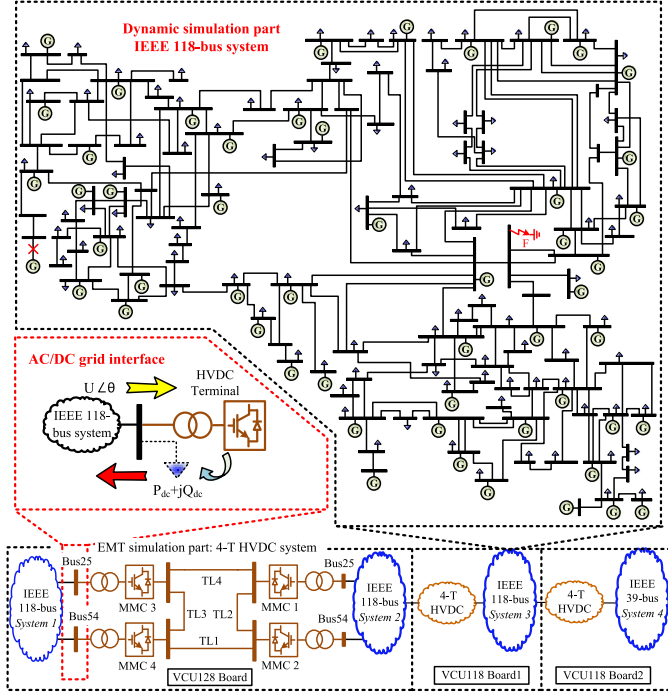 Dynamic simulation part
IEEE 118-bus system
G G G G
G G G G
G G G G G
G G G G
G G G G
G G G G
F
G G G
G G G G
G G G G
G G G G
G G G G
G G G G
AC/DC grid interface
U∠θ
HVDC
Terminal
IEEE 118-
bus system
Pdc+jQdc
EMT simulation part: 4-T HVDC system
Bus25
Bus25
MMC 3
TL4
MMC 1
IEEE
118-bus
System 1
TL3
TL2
IEEE
118-bus
System 2
4-T
HVDC
IEEE
118-bus
System 3
4-T
HVDC
IEEE
39-bus
System 4
Bus54
Bus54
TL1
MMC 4
MMC 2
VCU128 Board
VCU118 Board1
VCU118 Board2